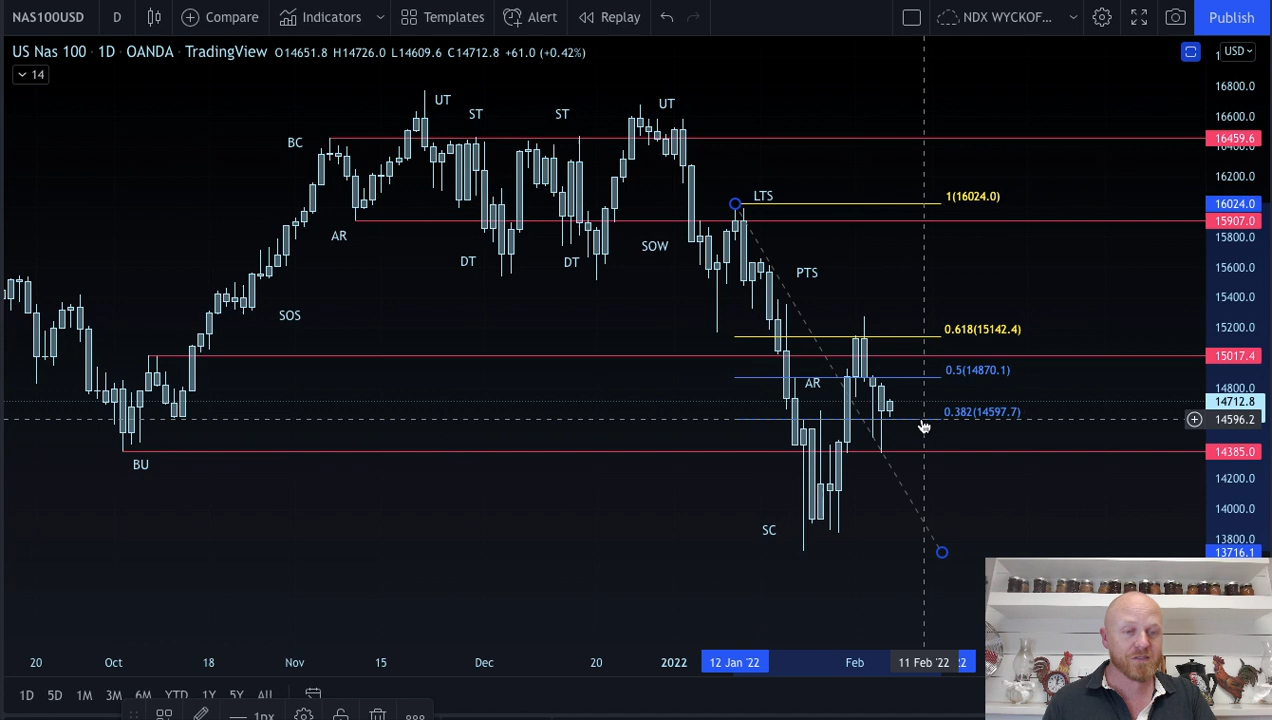 NAS100USD D Compare Indicators Templates Alert Replay NDX WYCKOF... Publish
US Nas 100 · 1D · OANDA · TradingView O14651.8 H14726.0 L14609.6 C14712.8 +61.0 (+0.42%)
USD
14
16800.0
UT
UT
16600.0
ST
ST
BC
16459.6
16400.0
16200.0
LTS
1(16024.0)
16024.0
15907.0
AR
SOW
15800.0
DT
DT
PTS
15600.0
15400.0
SOS
0.618(15142.4)
15200.0
15017.4
0.5(14870.1)
AR
14800.0
14712.8
0.382(14597.7)
14596.2
14385.0
BU
14200.0
14000.0
SC
13800.0
13716.1
20 Oct 18 Nov 15 Dec 20 2022 12 Jan '22 Feb 11 Feb '22 22
1D 5D 1M 3M 6M YTD 1Y 5Y All
1px